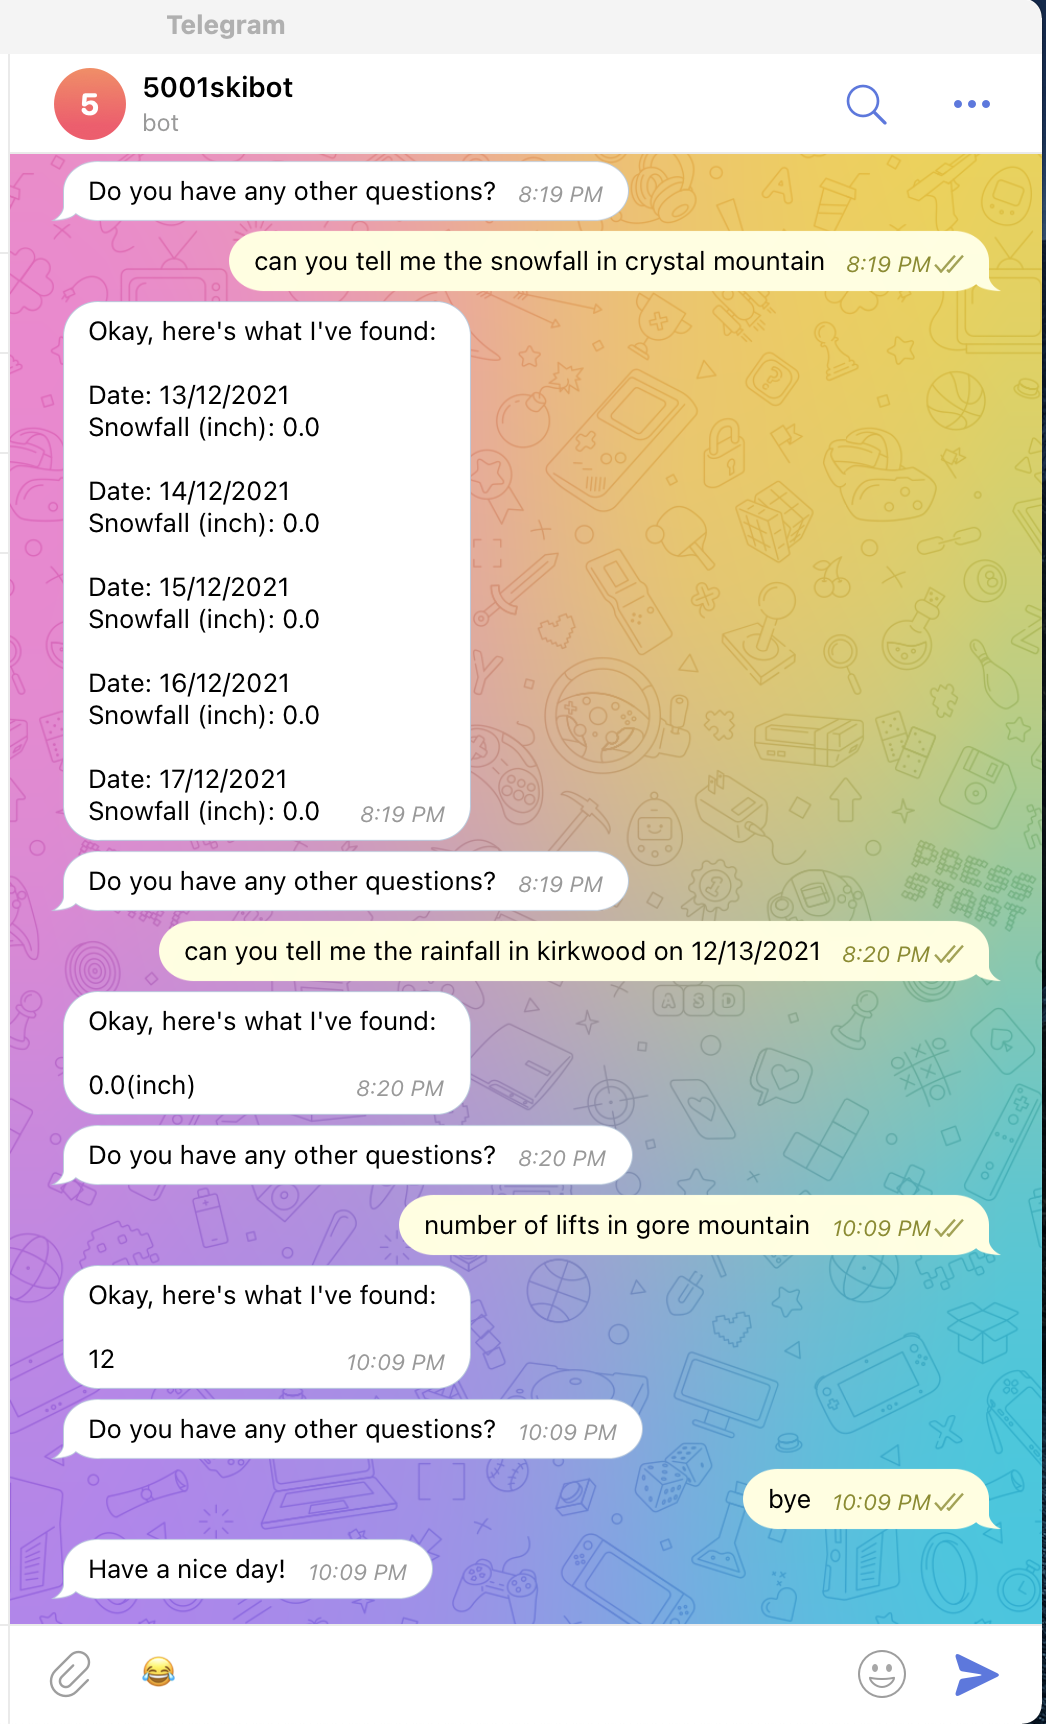 Telegram
5
5001skibot
bot
Do you have any other questions? 8:19 PM
can you tell me the snowfall in crystal mountain 8:19 PM
Okay, here's what I've found:
Date: 13/12/2021
Snowfall (inch): 0.0
Date: 14/12/2021
Snowfall (inch): 0.0
Date: 15/12/2021
Snowfall (inch): 0.0
Date: 16/12/2021
Snowfall (inch): 0.0
Date: 17/12/2021
Snowfall (inch): 0.0 8:19 PM
Do you have any other questions? 8:19 PM
PRESS
START
can you tell me the rainfall in kirkwood on 12/13/2021 8:20 PM
A S D
Okay, here's what I've found:
0.0(inch) 8:20 PM
Do you have any other questions? 8:20 PM
number of lifts in gore mountain 10:09 PM
Okay, here's what I've found:
12 10:09 PM
Do you have any other questions? 10:09 PM
bye 10:09 PM
Have a nice day! 10:09 PM
😂